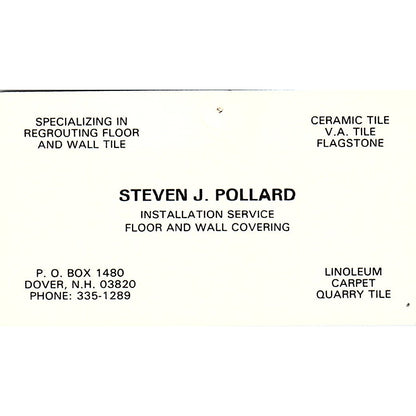 SPECIALIZING IN
REGROUTING FLOOR
AND WALL TILE
CERAMIC TILE
V.A. TILE
FLAGSTONE
STEVEN J. POLLARD
INSTALLATION SERVICE
FLOOR AND WALL COVERING
P. O. BOX 1480
DOVER, N.H. 03820
PHONE: 335-1289
LINOLEUM
CARPET
QUARRY TILE